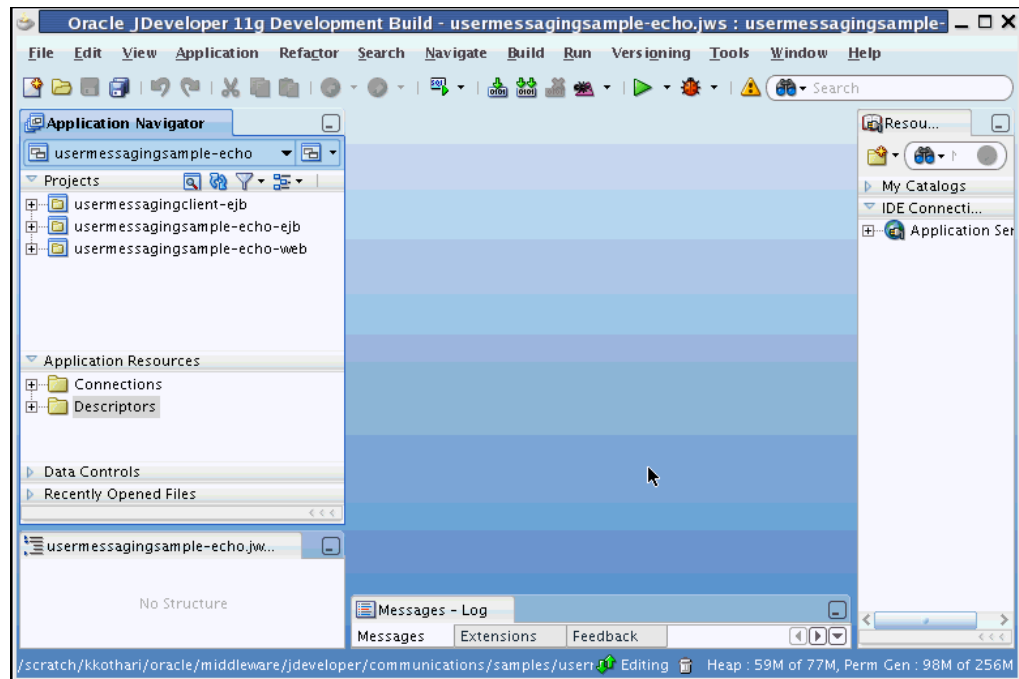 Oracle JDeveloper 11g Development Build - usermessagingsample-echo.jws : usermessagingsample-
File Edit View Application Refactor Search Navigate Build Run Versioning Tools Window Help
Search
Application Navigator
usermessagingsample-echo
Projects
usermessagingclient-ejb
usermessagingsample-echo-ejb
usermessagingsample-echo-web
Application Resources
Connections
Descriptors
Data Controls
Recently Opened Files
usermessagingsample-echo.jw...
No Structure
Messages - Log
Messages Extensions Feedback
Resou...
My Catalogs
IDE Connecti...
Application Ser
/scratch/kkothari/oracle/middleware/jdeveloper/communications/samples/user Editing Heap : 59M of 77M, Perm Gen : 98M of 256M